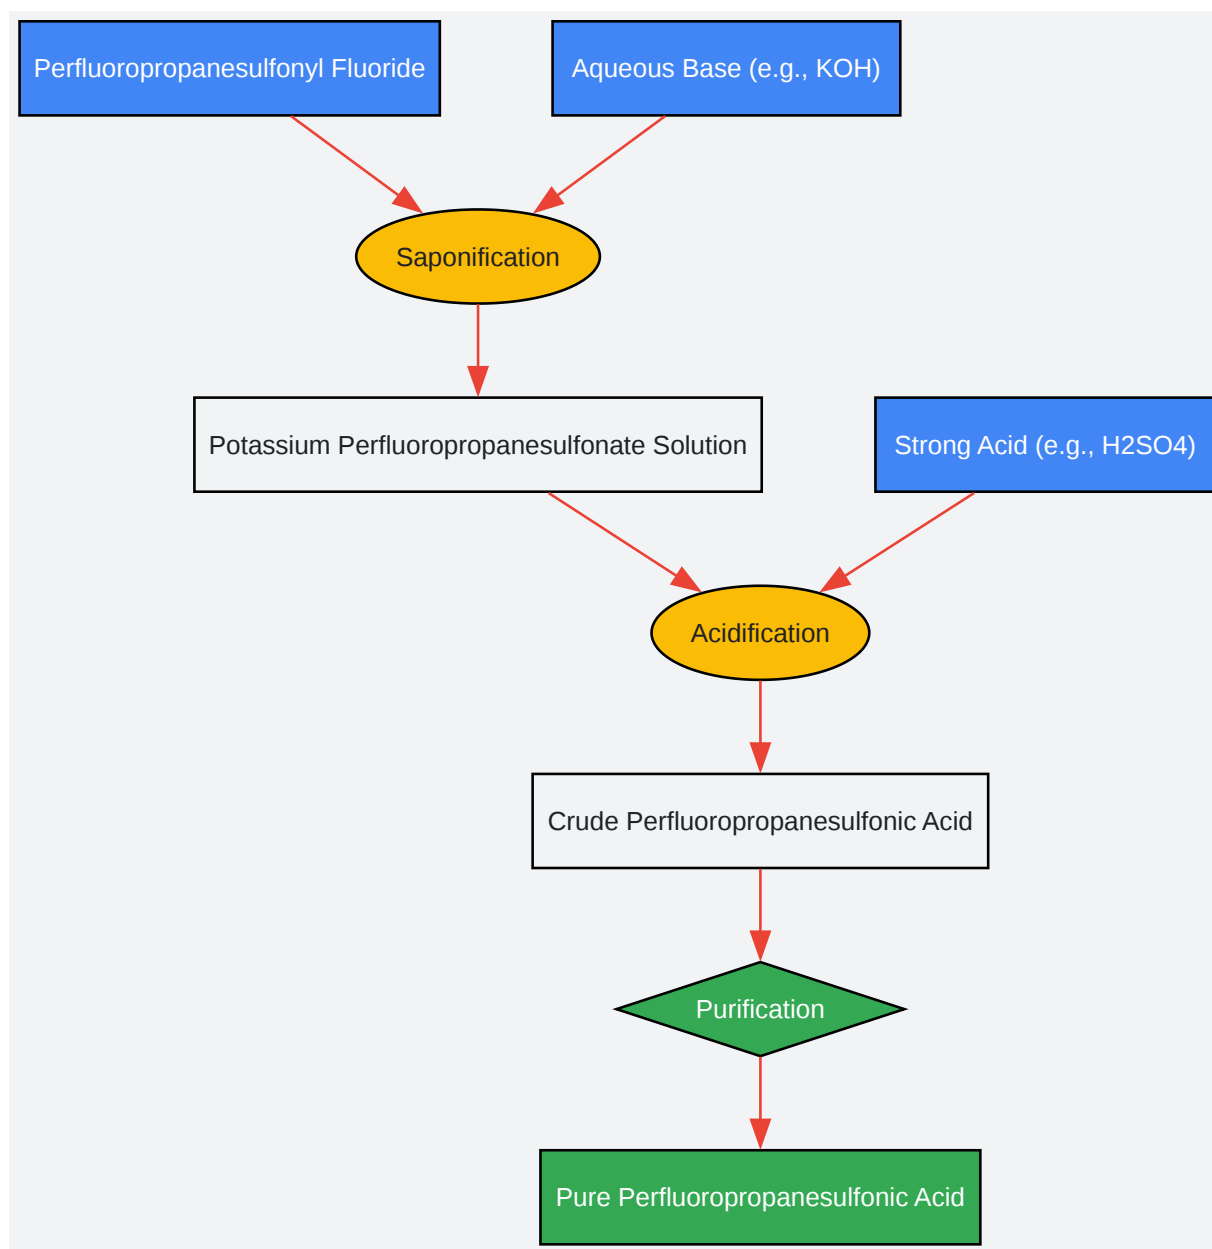 Perfluoropropanesulfonyl Fluoride
Aqueous Base (e.g., KOH)
Saponification
Potassium Perfluoropropanesulfonate Solution
Strong Acid (e.g., H2SO4)
Acidification
Crude Perfluoropropanesulfonic Acid
Purification
Pure Perfluoropropanesulfonic Acid